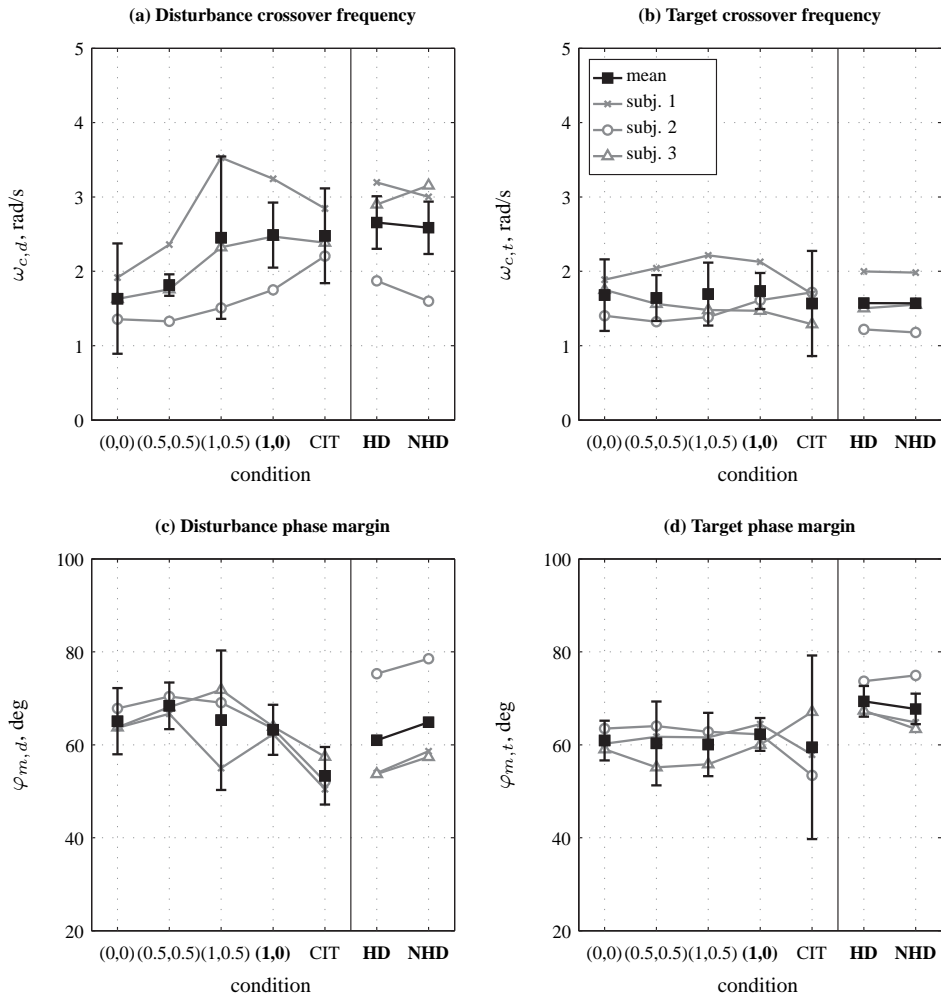 (a) Disturbance crossover frequency
5
4
3
2
1
0
ω_{c,d}, rad/s
(0,0) (0.5,0.5) (1,0.5) (1,0) CIT HD NHD
condition
(b) Target crossover frequency
mean
subj. 1
subj. 2
subj. 3
5
4
3
2
1
0
ω_{c,t}, rad/s
(0,0) (0.5,0.5) (1,0.5) (1,0) CIT HD NHD
condition
(c) Disturbance phase margin
100
80
60
40
20
φ_{m,d}, deg
(0,0) (0.5,0.5) (1,0.5) (1,0) CIT HD NHD
condition
(d) Target phase margin
100
80
60
40
20
φ_{m,t}, deg
(0,0) (0.5,0.5) (1,0.5) (1,0) CIT HD NHD
condition